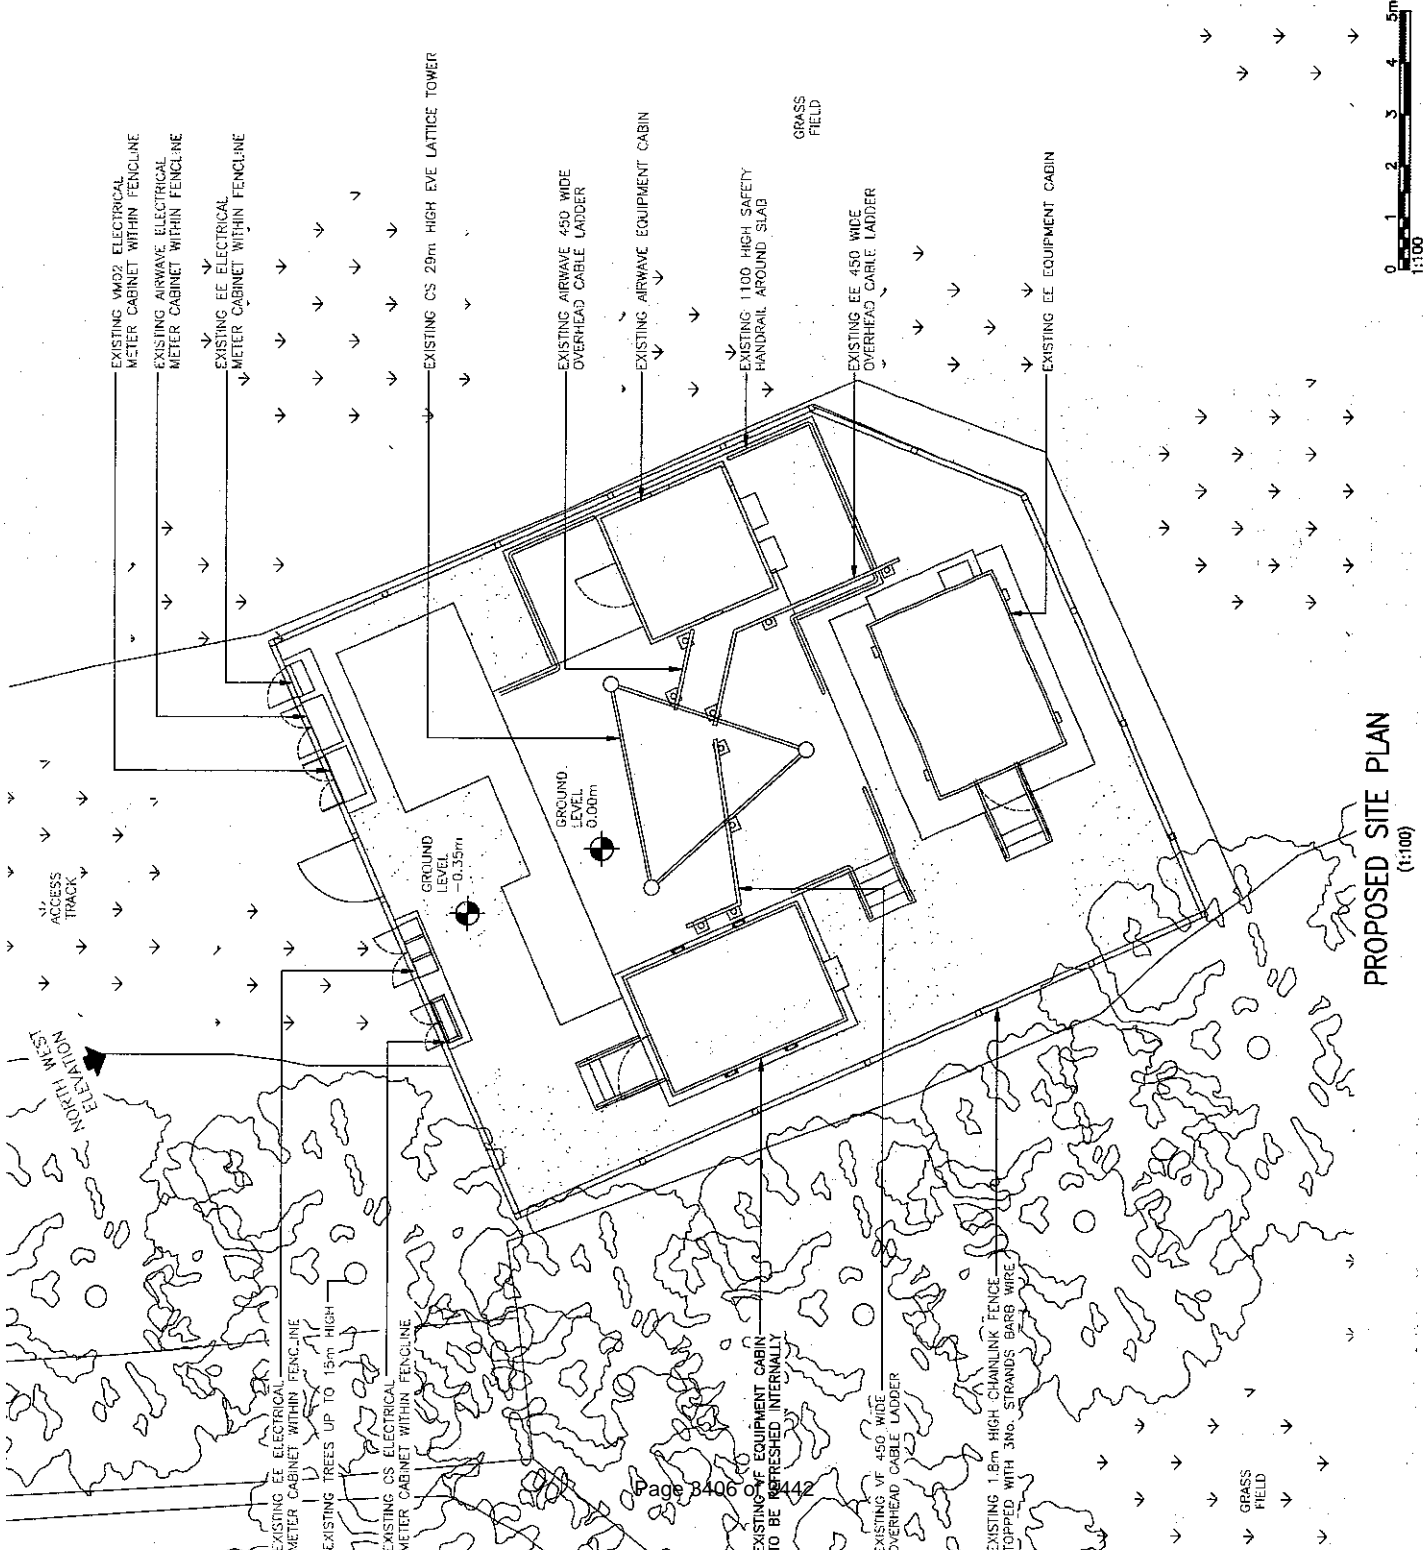 EXISTING VMO2 ELECTRICAL
METER CABINET WITHIN FENCLINE
EXISTING AIRWAVE ELECTRICAL
METER CABINET WITHIN FENCLINE
EXISTING EE ELECTRICAL
METER CABINET WITHIN FENCLINE
EXISTING CS 29m HIGH EVE LATTICE TOWER
EXISTING AIRWAVE 450 WIDE
OVERHEAD CABLE LADDER
EXISTING AIRWAVE EQUIPMENT CABIN
EXISTING 1100 HIGH SAFETY
HANDRAIL AROUND SLAB
EXISTING EE 450 WIDE
OVERHEAD CABLE LADDER
EXISTING EE EQUIPMENT CABIN
GRASS
FIELD
ACCESS
TRACK
GROUND
LEVEL
-0.35m
GROUND
LEVEL
0.00m
NORTH WEST
ELEVATION
EXISTING EE ELECTRICAL
METER CABINET WITHIN FENCLINE
EXISTING TREES UP TO 15m HIGH
EXISTING CS ELECTRICAL
METER CABINET WITHIN FENCLINE
EXISTING VF EQUIPMENT CABIN
TO BE REFRESHED INTERNALLY
EXISTING VF 450 WIDE
OVERHEAD CABLE LADDER
EXISTING 1.8m HIGH CHAINLINK FENCE
TOPPED WITH 3No. STRANDS BARB WIRE
GRASS
FIELD
PROPOSED SITE PLAN
(1:100)
0 1 2 3 4 5m
1:100
Page 3406 of